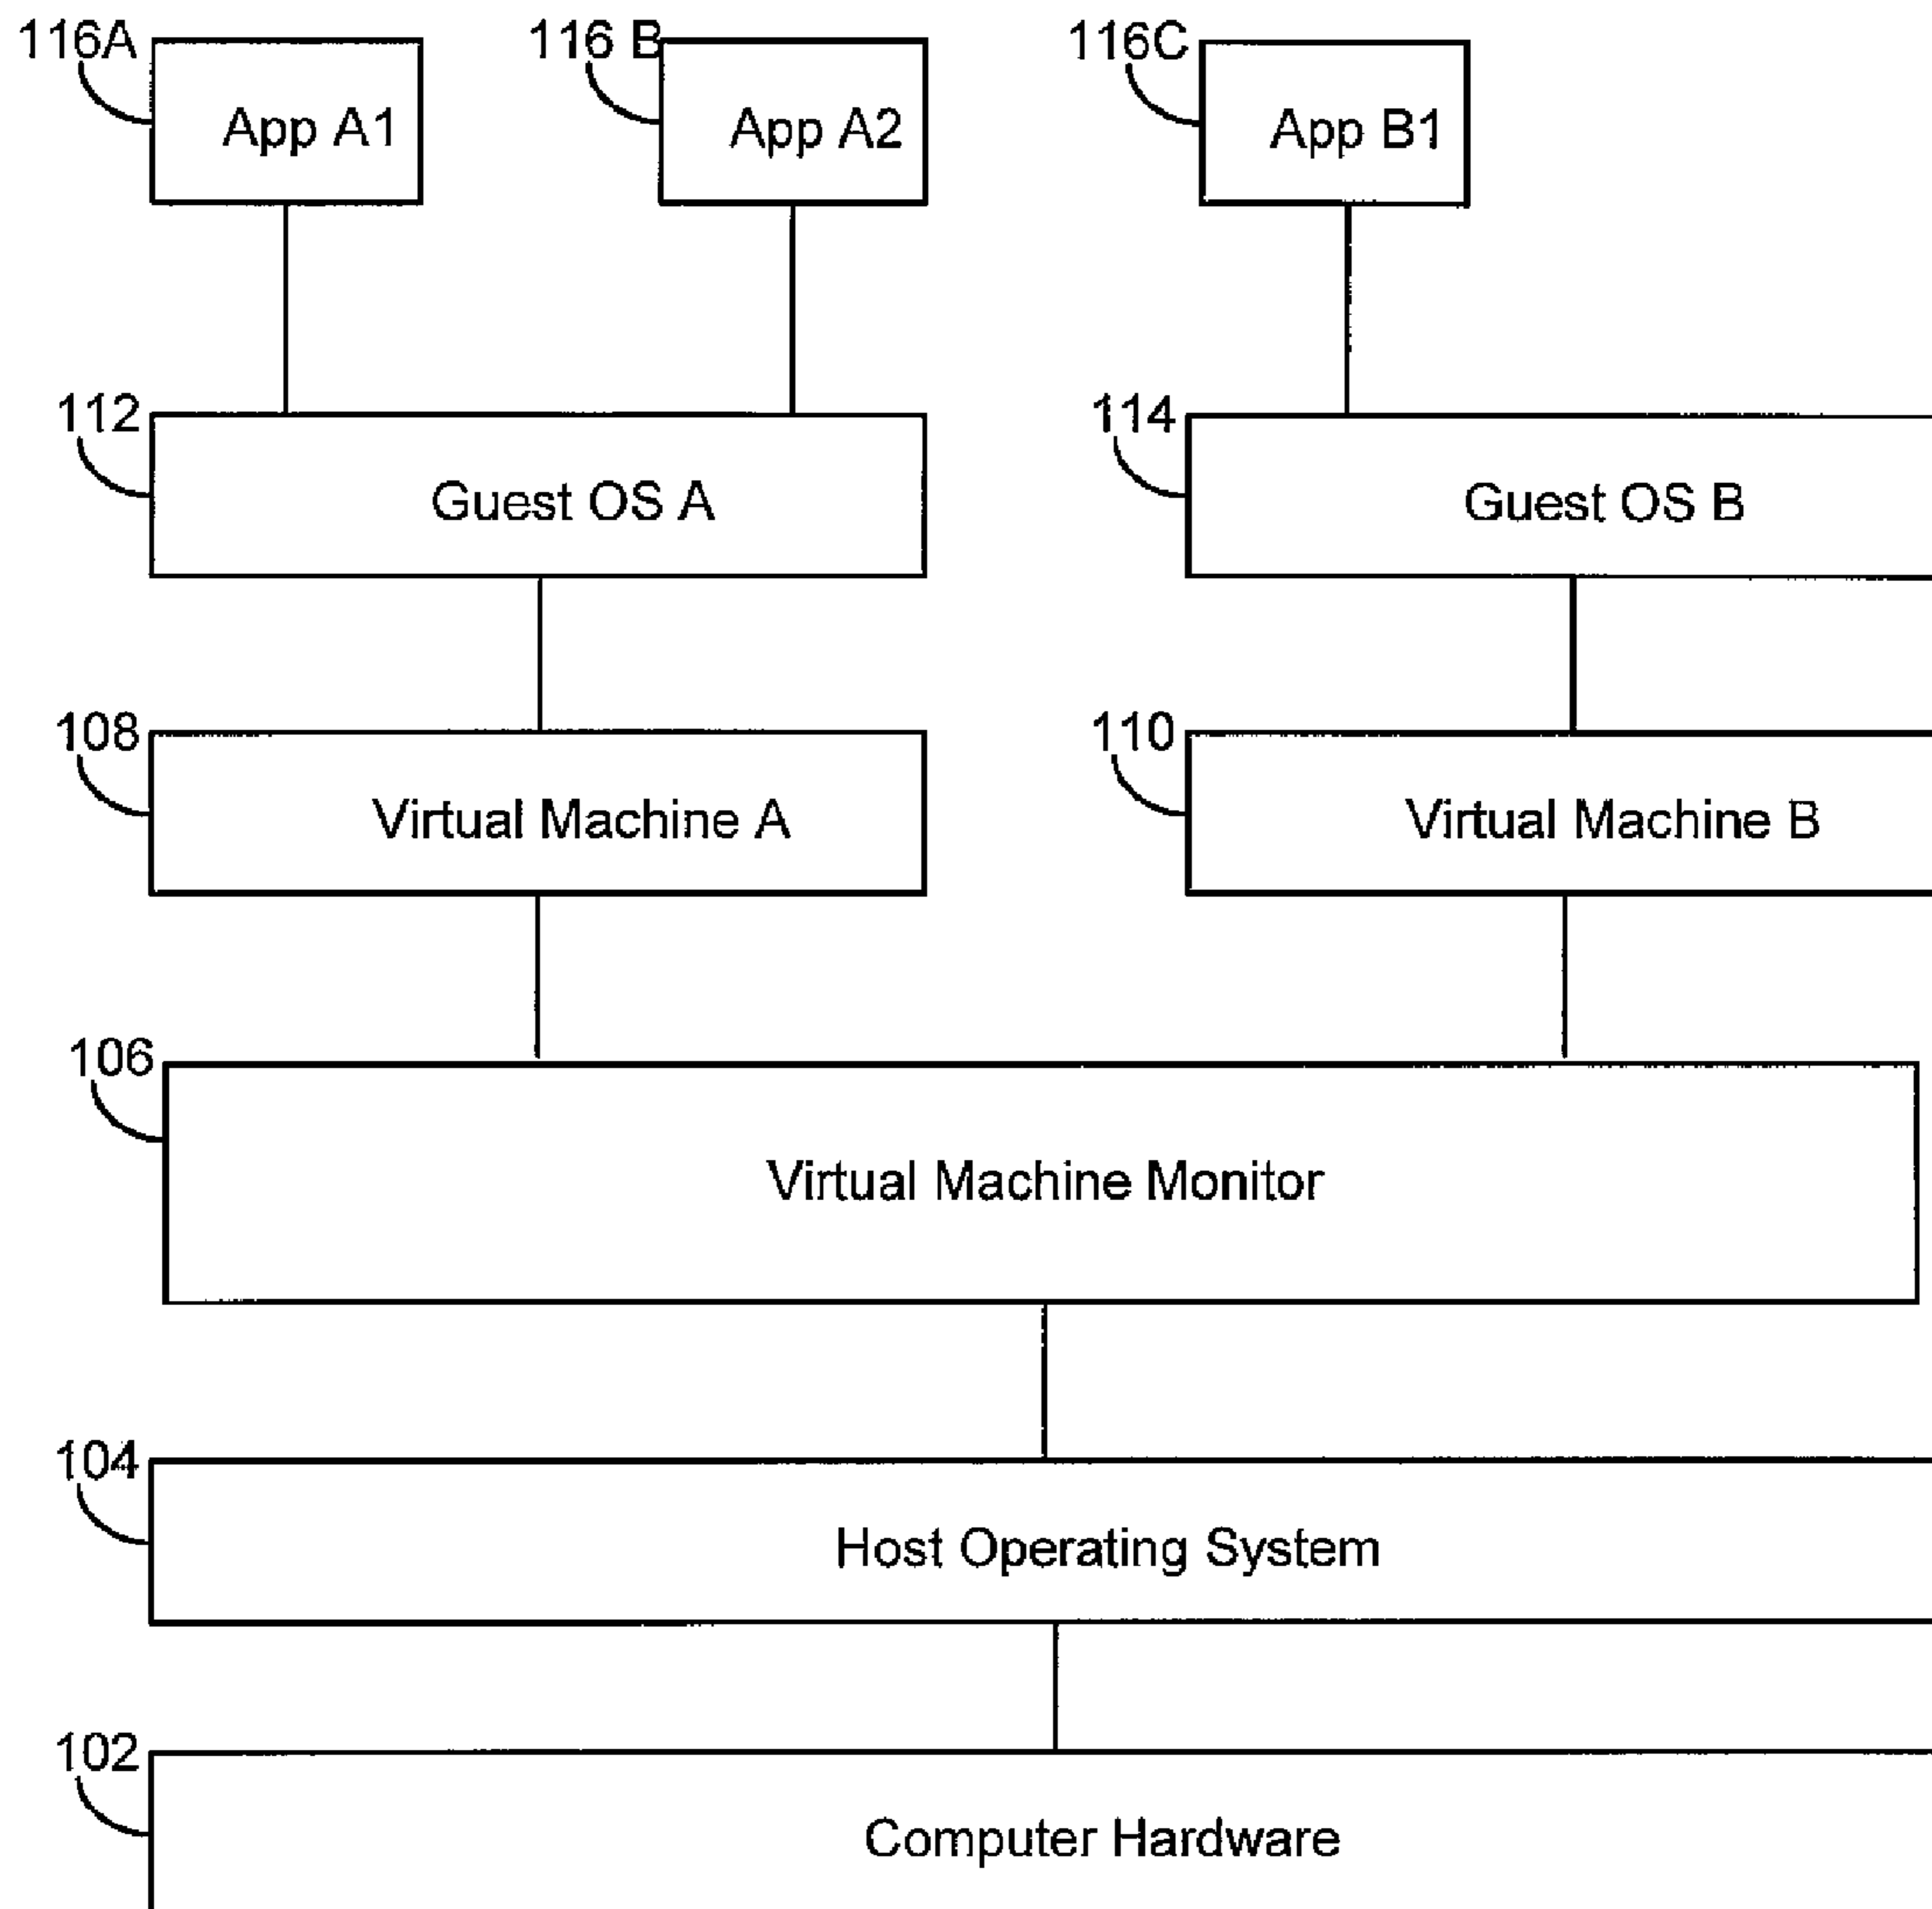 116A
116 B
116C
App A1
App A2
App B1
112
114
Guest OS A
Guest OS B
108
110
Virtual Machine A
Virtual Machine B
106
Virtual Machine Monitor
104
Host Operating System
102
Computer Hardware